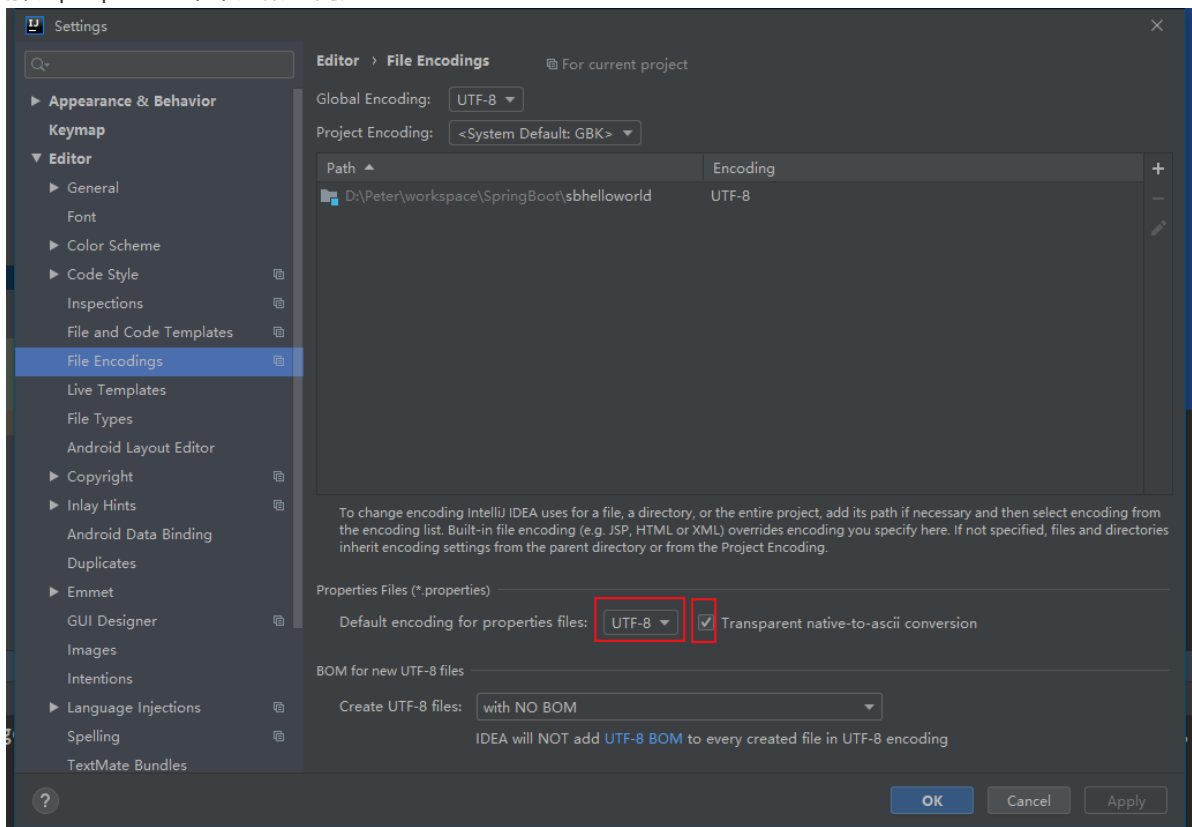 Settings
Editor › File Encodings For current project
Appearance & Behavior
Keymap
Editor
General
Font
Color Scheme
Code Style
Inspections
File and Code Templates
File Encodings
Live Templates
File Types
Android Layout Editor
Copyright
Inlay Hints
Android Data Binding
Duplicates
Emmet
GUI Designer
Images
Intentions
Language Injections
Spelling
TextMate Bundles
Global Encoding: UTF-8
Project Encoding: <System Default: GBK>
Path Encoding
D:\Peter\workspace\SpringBoot\sbhelloworld UTF-8
To change encoding IntelliJ IDEA uses for a file, a directory, or the entire project, add its path if necessary and then select encoding from
the encoding list. Built-in file encoding (e.g. JSP, HTML or XML) overrides encoding you specify here. If not specified, files and directories
inherit encoding settings from the parent directory or from the Project Encoding.
Properties Files (*.properties)
Default encoding for properties files: UTF-8 Transparent native-to-ascii conversion
BOM for new UTF-8 files
Create UTF-8 files: with NO BOM
IDEA will NOT add UTF-8 BOM to every created file in UTF-8 encoding
? OK Cancel Apply